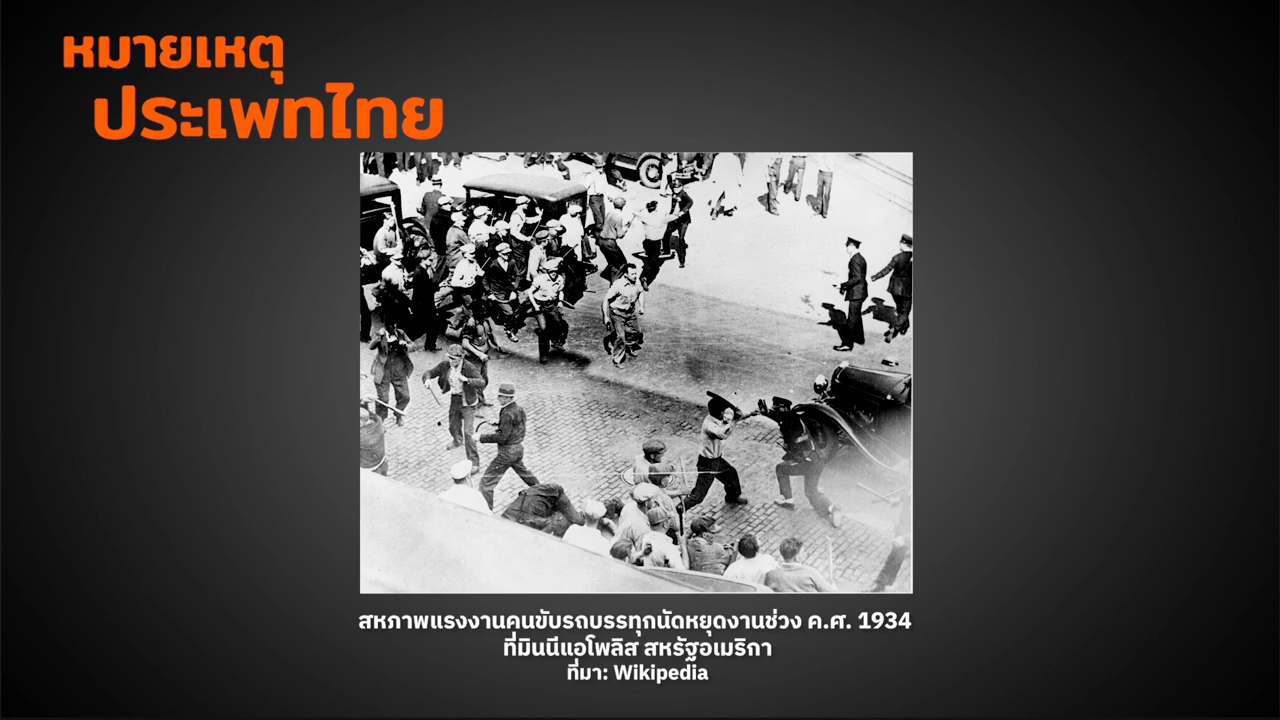 หมายเหตุ
ประเพทไทย
สหภาพแรงงานคนขับรถบรรทุกนัดหยุดงานช่วง ค.ศ. 1934
ที่มินนีแอโพลิส สหรัฐอเมริกา
ที่มา: Wikipedia